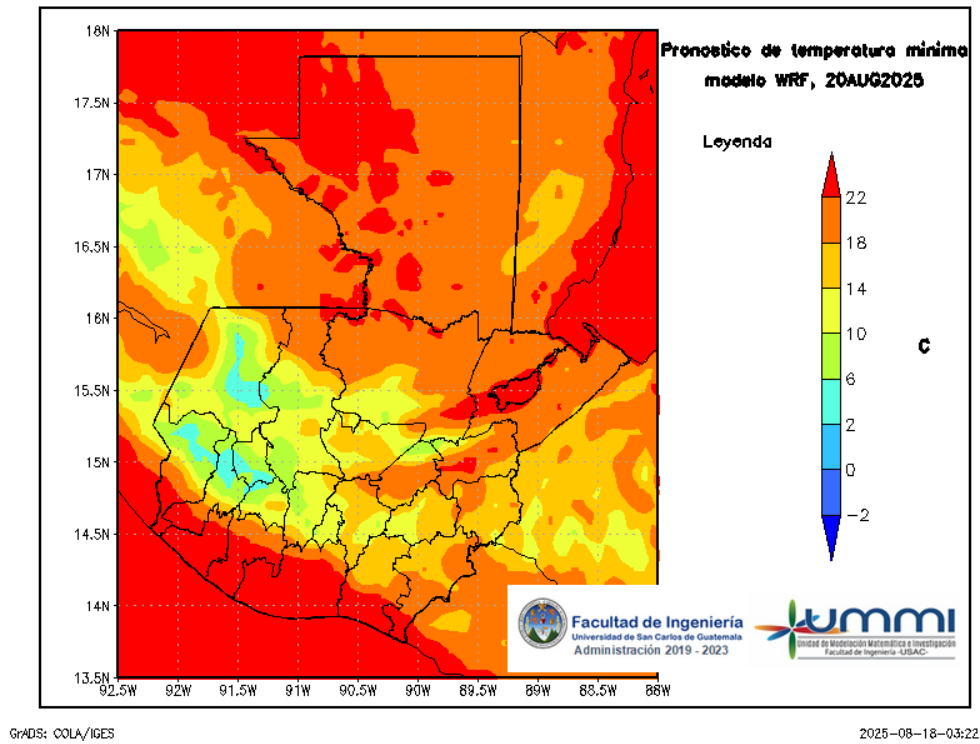 Pronostico de temperatura minima
modelo WRF, 20AUG2025
Leyenda
22
18
14
10
6
2
0
-2
C
18N
17.5N
17N
16.5N
16N
15.5N
15N
14.5N
14N
13.5N
92.5W 92W 91.5W 91W 90.5W 90W 89.5W 89W 88.5W 88W
Facultad de Ingeniería
Universidad de San Carlos de Guatemala
Administración 2019 - 2023
ummi
Unidad de Modelación Matemática e Investigación
Facultad de Ingeniería -USAC-
GrADS: COLA/IGES
2025-08-18-03:22